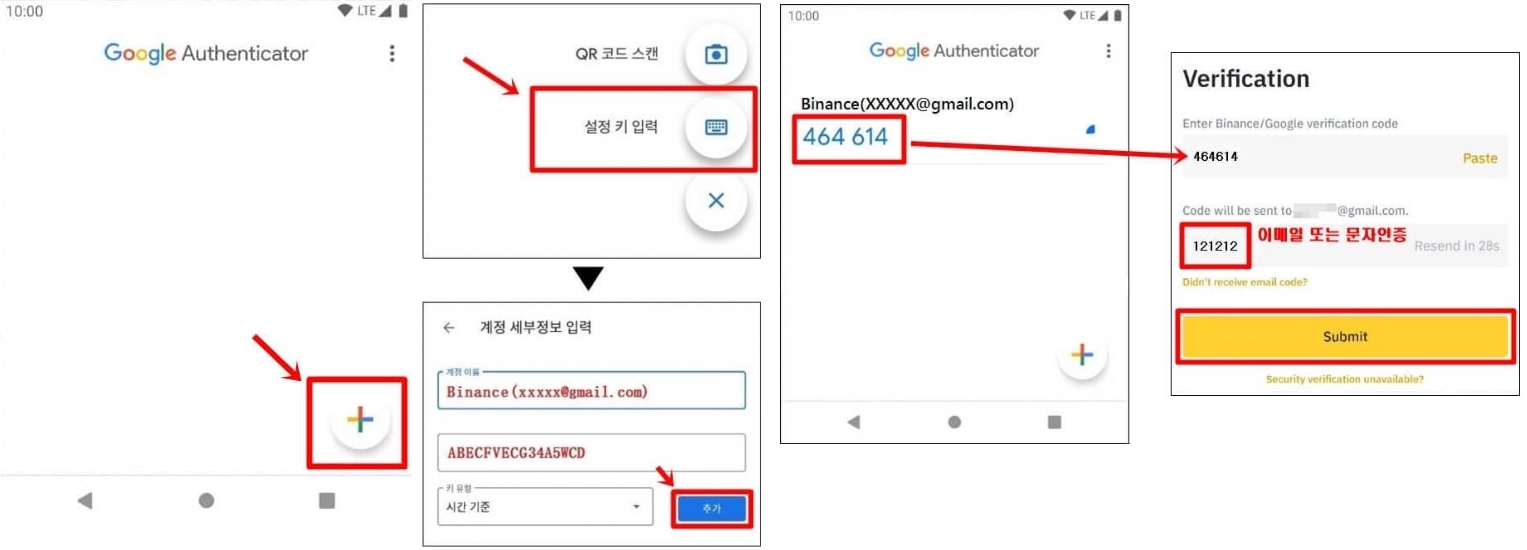 10:00
LTE
Google Authenticator
QR 코드 스캔
설정 키 입력
계정 세부정보 입력
계정 이름
Binance(xxxxx@gmail.com)
ABECFVECG34A5WCD
키 유형
시간 기준
추가
10:00
LTE
Google Authenticator
Binance(XXXXX@gmail.com)
464 614
Verification
Enter Binance/Google verification code
464614
Paste
Code will be sent to @gmail.com.
121212
이메일 또는 문자인증
Resend in 28s
Didn't receive email code?
Submit
Security verification unavailable?